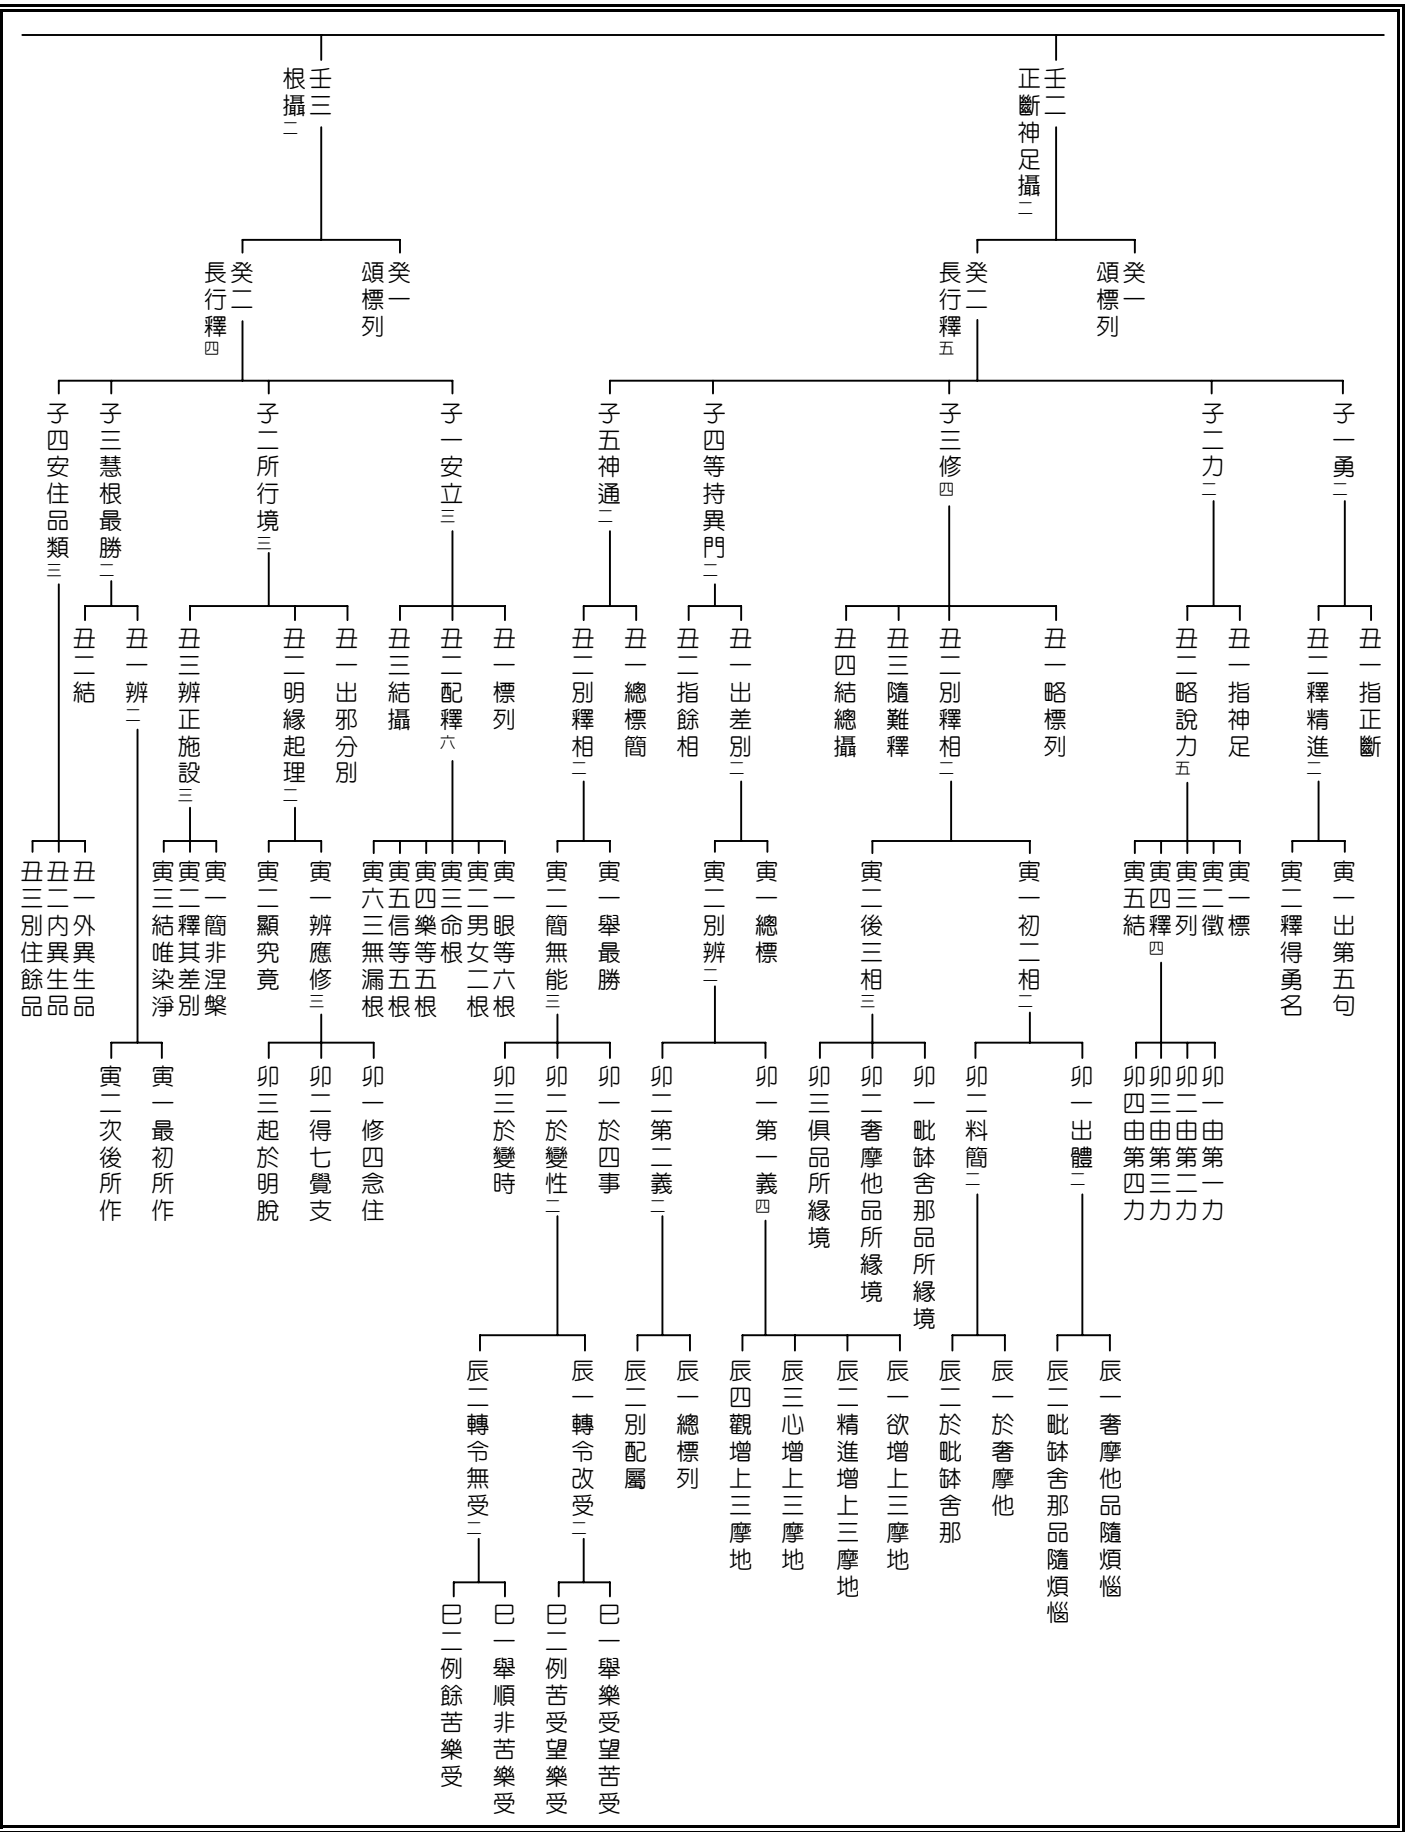 壬二
正斷神足攝二
壬三
根攝二
癸一
頌標列
癸二
長行釋五
癸一
頌標列
癸二
長行釋四
子一勇二
子二力二
子三修四
子四等持異門二
子五神通二
子一安立三
子二所行境三
子三慧根最勝二
子四安住品類三
丑一指正斷
丑二釋精進二
丑一指神足
丑二略說力五
丑一略標列
丑二別釋相二
丑三隨難釋
丑四結總攝
丑一出差別二
丑二指餘相
丑一總標簡
丑二別釋相二
丑一標列
丑二配釋六
丑三結攝
丑一出邪分別
丑二明緣起理二
丑三辨正施設三
丑一辨二
丑二結
寅一出第五句
寅二釋得勇名
寅一標
寅二徵
寅三列
寅四釋四
寅五結
寅一初二相二
寅二後三相三
寅一總標
寅二別辨二
寅一舉最勝
寅二簡無能三
寅一眼等六根
寅二男女二根
寅三命根
寅四樂等五根
寅五信等五根
寅六三無漏根
寅一辨應修三
寅二顯究竟
寅一簡非涅槃
寅二釋其差別
寅三結唯染淨
丑一外異生品
丑二內異生品
丑三別住餘品
卯一由第一力
卯二由第二力
卯三由第三力
卯四由第四力
卯一出體二
卯二料簡二
卯一毗缽舍那品所緣境
卯二奢摩他品所緣境
卯三俱品所緣境
卯一第一義四
卯二第二義二
卯一於四事
卯二於變性二
卯三於變時
卯一修四念住
卯二得七覺支
卯三起於明脫
寅一最初所作
寅二次後所作
辰一奢摩他品隨煩惱
辰二毗缽舍那品隨煩惱
辰一於奢摩他
辰二於毗缽舍那
辰一欲增上三摩地
辰二精進增上三摩地
辰三心增上三摩地
辰四觀增上三摩地
辰一總標列
辰二別配屬
辰一轉令改受二
辰二轉令無受二
巳一舉樂受望苦受
巳二例苦受望樂受
巳一舉順非苦樂受
巳二例餘苦樂受